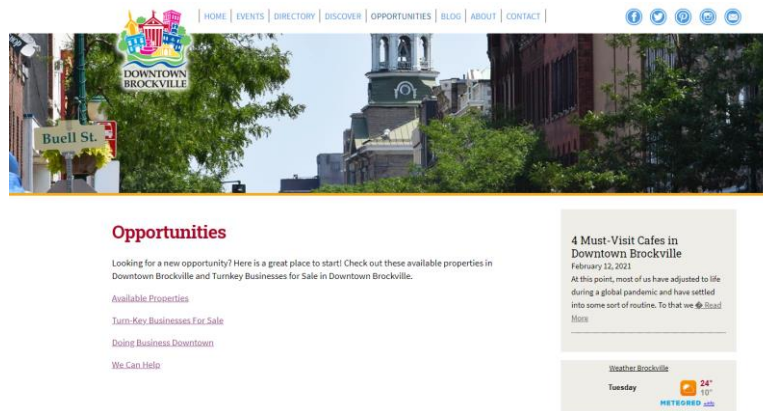 HOME | EVENTS | DIRECTORY | DISCOVER | OPPORTUNITIES | BLOG | ABOUT | CONTACT |
DOWNTOWN
BROCKVILLE
Buell St.
Opportunities
Looking for a new opportunity? Here is a great place to start! Check out these available properties in
Downtown Brockville and Turnkey Businesses for Sale in Downtown Brockville.
Available Properties
Turn-Key Businesses For Sale
Doing Business Downtown
We Can Help
4 Must-Visit Cafes in
Downtown Brockville
February 12, 2021
At this point, most of us have adjusted to life
during a global pandemic and have settled
into some sort of routine. To that we � Read
More
Weather Brockville
Tuesday
24°
10°
METEORED